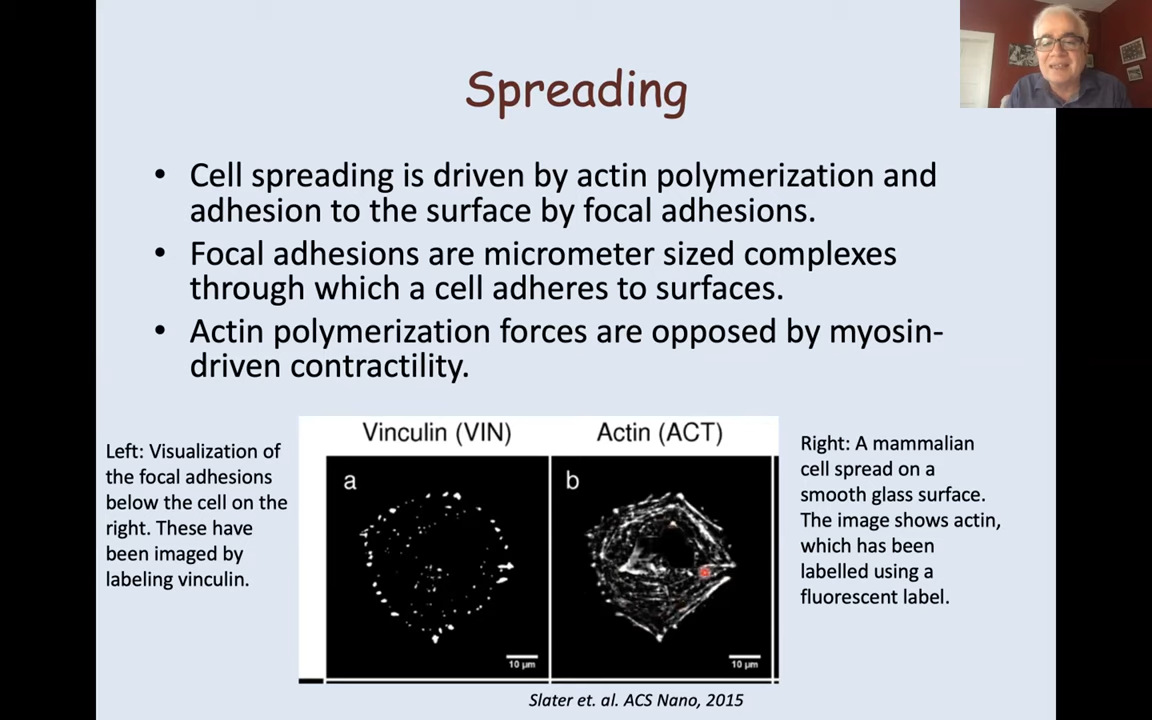 Spreading
• Cell spreading is driven by actin polymerization and
adhesion to the surface by focal adhesions.
• Focal adhesions are micrometer sized complexes
through which a cell adheres to surfaces.
• Actin polymerization forces are opposed by myosin-
driven contractility.
Left: Visualization of
the focal adhesions
below the cell on the
right. These have
been imaged by
labeling vinculin.
Vinculin (VIN)
a
10 µm
Actin (ACT)
b
10 µm
Right: A mammalian
cell spread on a
smooth glass surface.
The image shows actin,
which has been
labelled using a
fluorescent label.
Slater et. al. ACS Nano, 2015